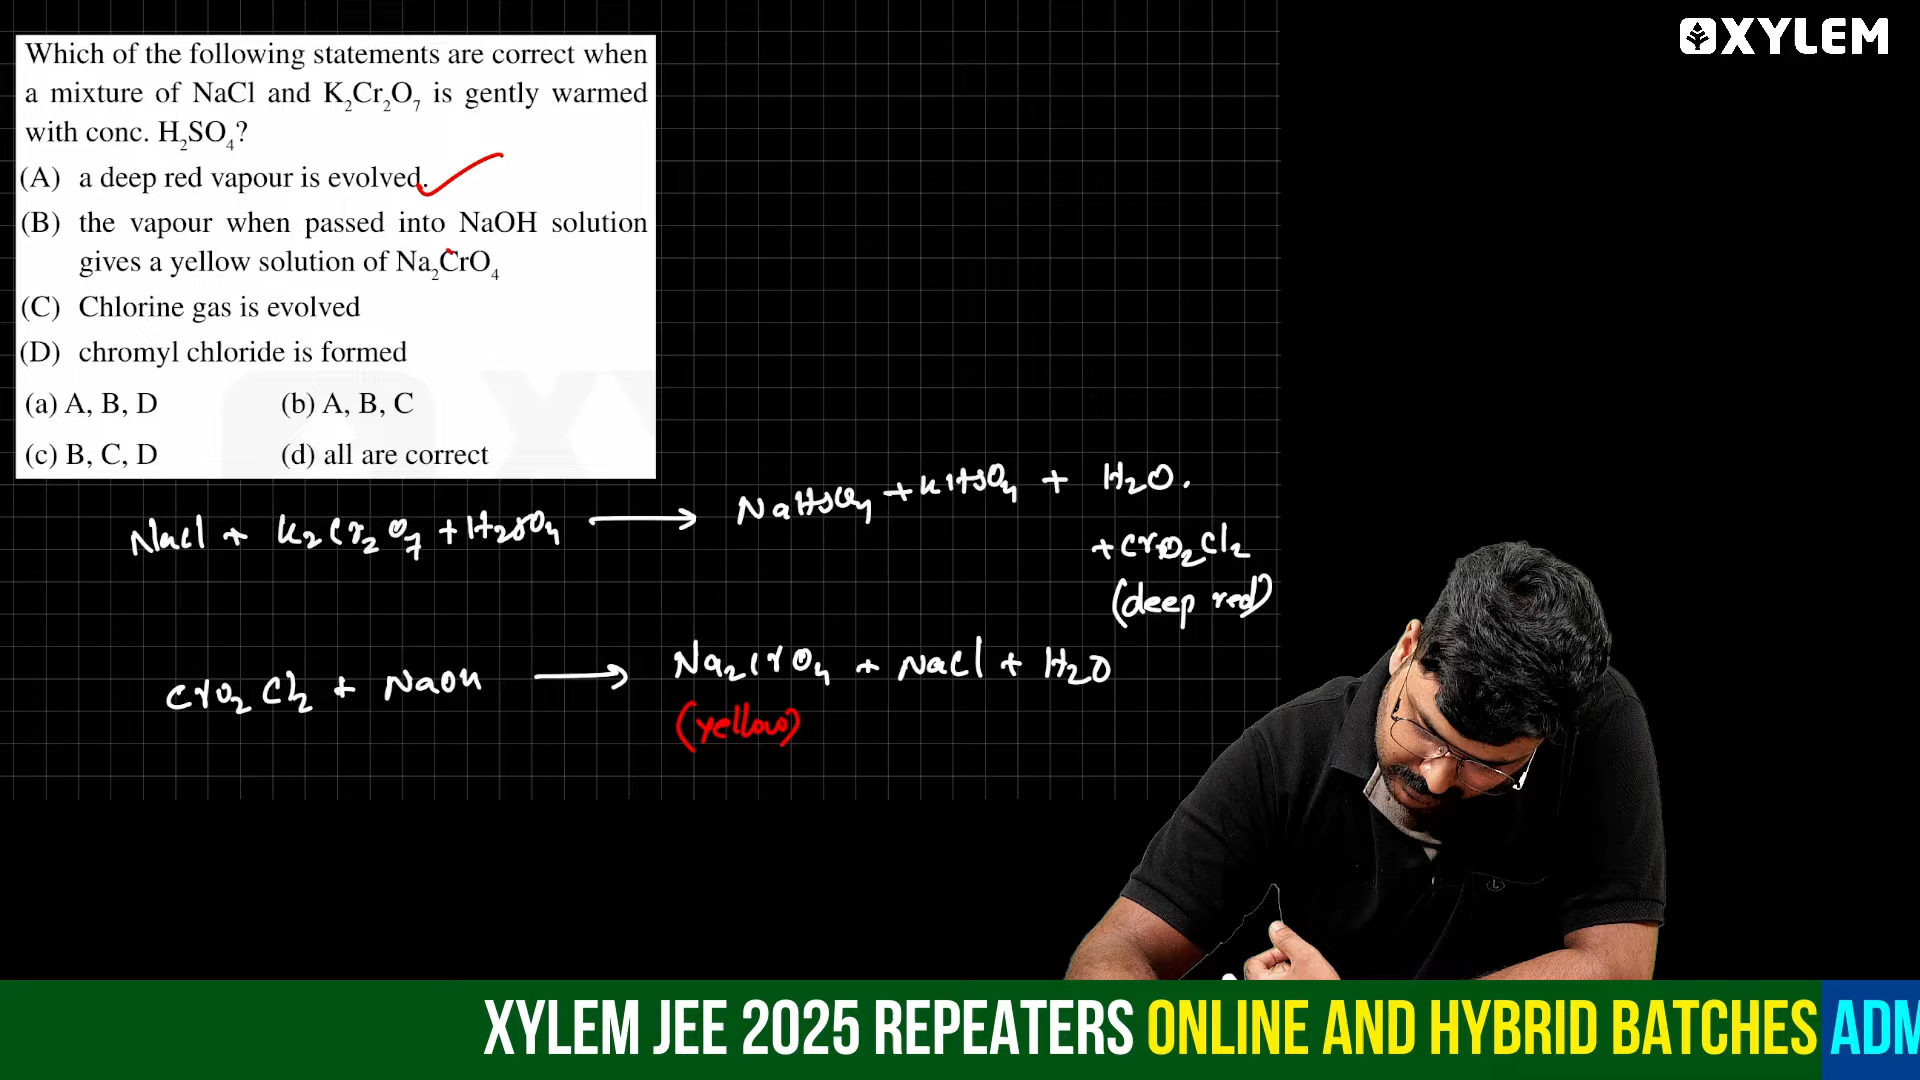 XYLEM
Which of the following statements are correct when
a mixture of NaCl and K₂Cr₂O₇ is gently warmed
with conc. H₂SO₄?
(A) a deep red vapour is evolved.
(B) the vapour when passed into NaOH solution
gives a yellow solution of Na₂CrO₄
(C) Chlorine gas is evolved
(D) chromyl chloride is formed
(a) A, B, D (b) A, B, C
(c) B, C, D (d) all are correct
NaCl + K₂Cr₂O₇ + H₂SO₄ ⟶ NaHSO₄ + KHSO₄ + H₂O.
+ CrO₂Cl₂
(deep red)
CrO₂Cl₂ + NaOH ⟶ Na₂CrO₄ + NaCl + H₂O
(yellow)
XYLEM JEE 2025 REPEATERS ONLINE AND HYBRID BATCHES ADM